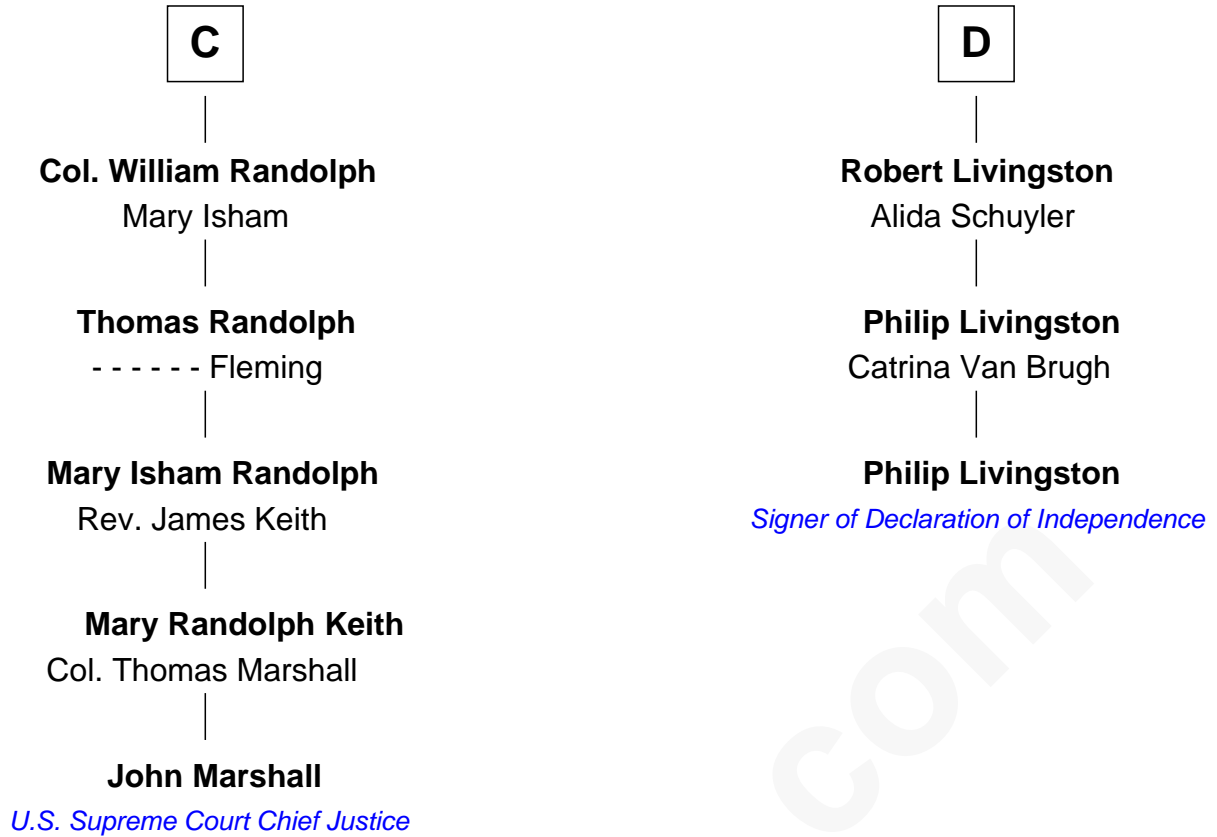 C
Col. William Randolph
Mary Isham
Thomas Randolph
- - - - - - Fleming
Mary Isham Randolph
Rev. James Keith
Mary Randolph Keith
Col. Thomas Marshall
John Marshall
U.S. Supreme Court Chief Justice
D
Robert Livingston
Alida Schuyler
Philip Livingston
Catrina Van Brugh
Philip Livingston
Signer of Declaration of Independence
com